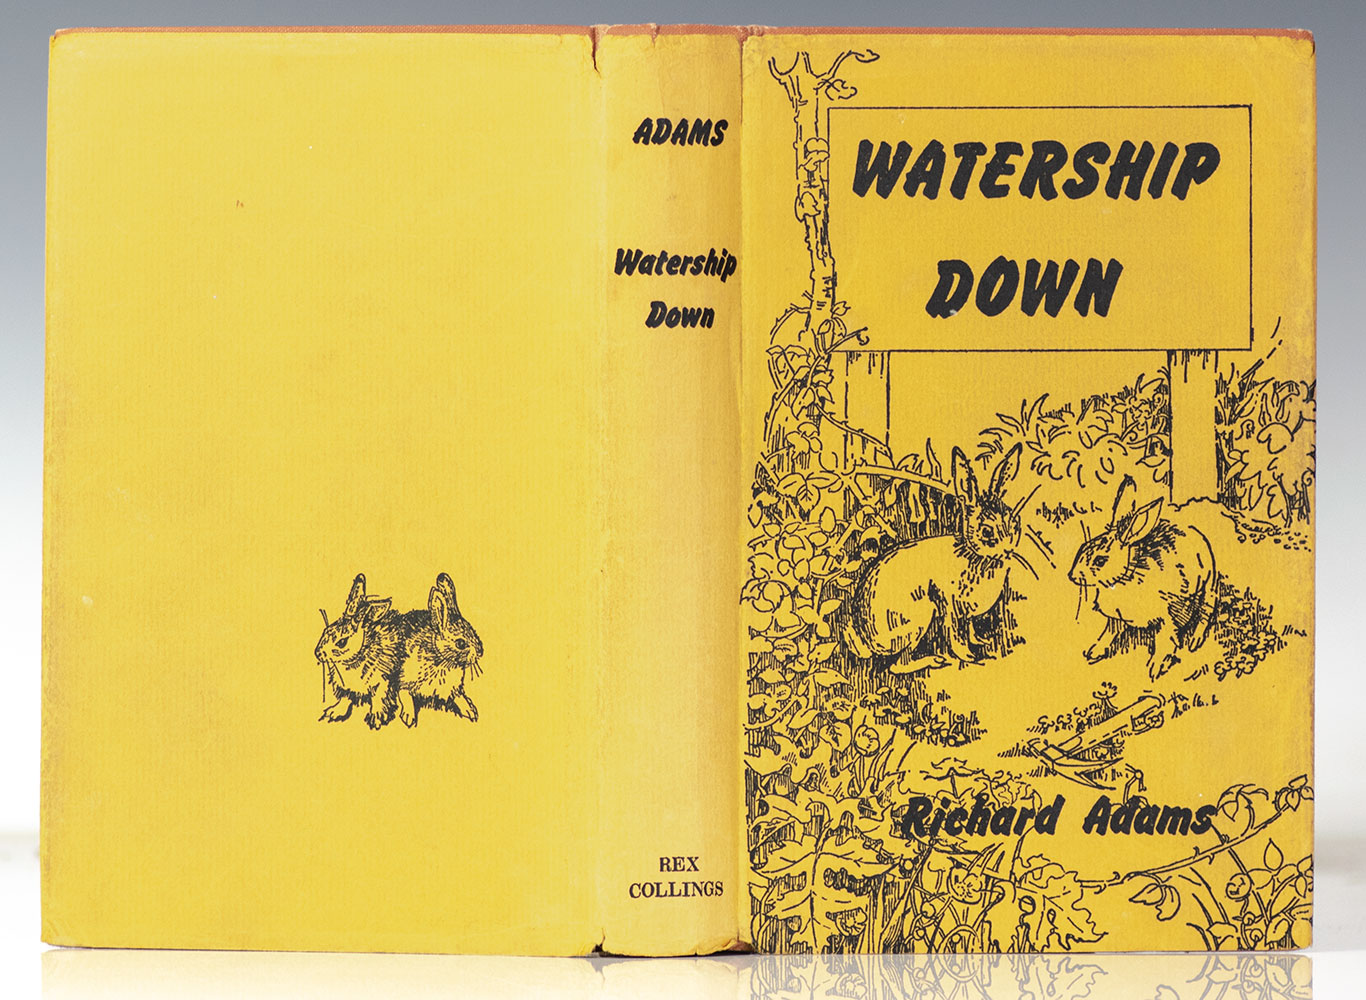 ADAMS
Watership
Down
REX
COLLINGS
WATERSHIP
DOWN
Richard Adams